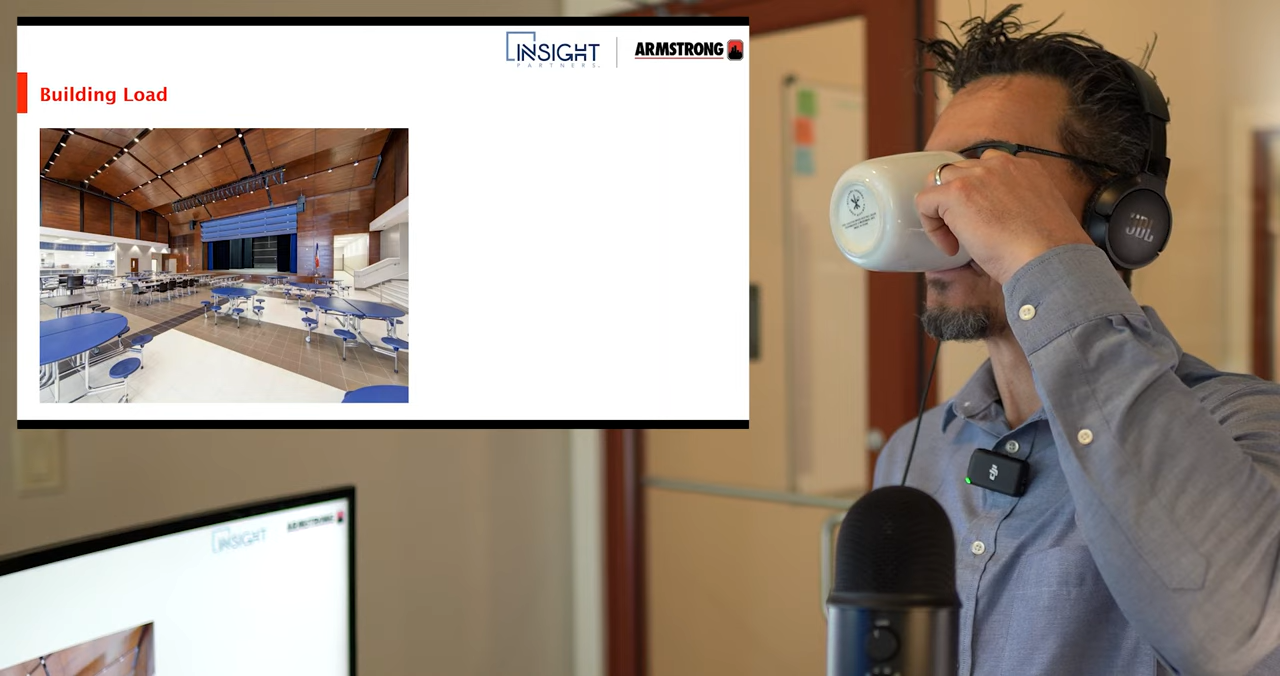 INSIGHT
PARTNERS
ARMSTRONG
Building Load
JBL
INSIGHT
ARMSTRONG